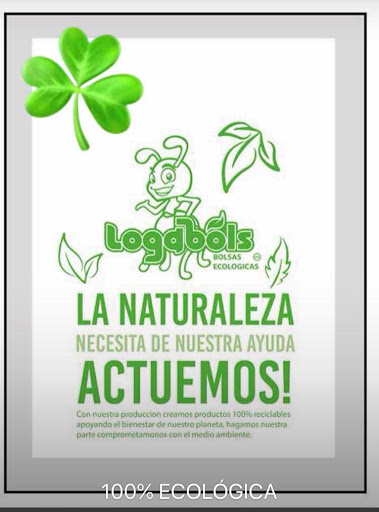 Logabols
BOLSAS
ECOLOGICAS
LA NATURALEZA
NECESITA DE NUESTRA AYUDA
ACTUEMOS!
Con nuestra produccion creamos productos 100% reciclables
apoyando el bienestar de nuestro planeta, hagamos nuestra
parte comprometamonos con el medio ambiente.
100% ECOLÓGICA